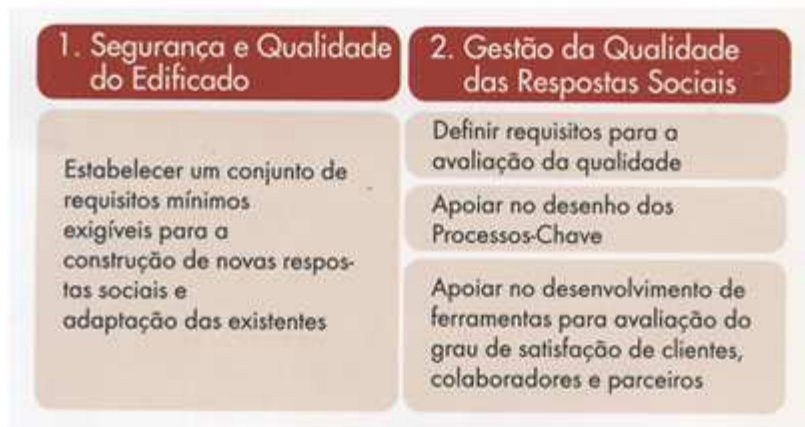 1. Segurança e Qualidade
do Edificado
Estabelecer um conjunto de
requisitos mínimos
exigíveis para a
construção de novas respos-
tas sociais e
adaptação das existentes
2. Gestão da Qualidade
das Respostas Sociais
Definir requisitos para a
avaliação da qualidade
Apoiar no desenho dos
Processos-Chave
Apoiar no desenvolvimento de
ferramentas para avaliação do
grau de satisfação de clientes,
colaboradores e parceiros